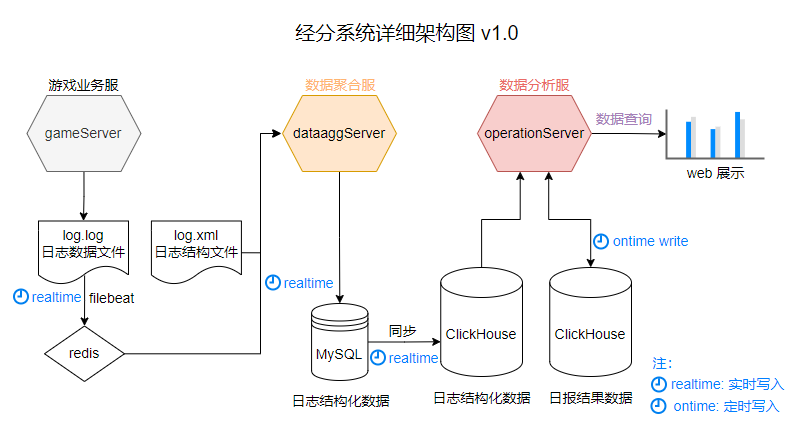 经分系统详细架构图 v1.0
游戏业务服
数据聚合服
数据分析服
gameServer
dataaggServer
operationServer
数据查询
web 展示
log.log
日志数据文件
log.xml
日志结构文件
ontime write
realtime
filebeat
realtime
redis
MySQL
同步
realtime
ClickHouse
ClickHouse
日志结构化数据
日志结构化数据
日报结果数据
注：
realtime: 实时写入
ontime: 定时写入